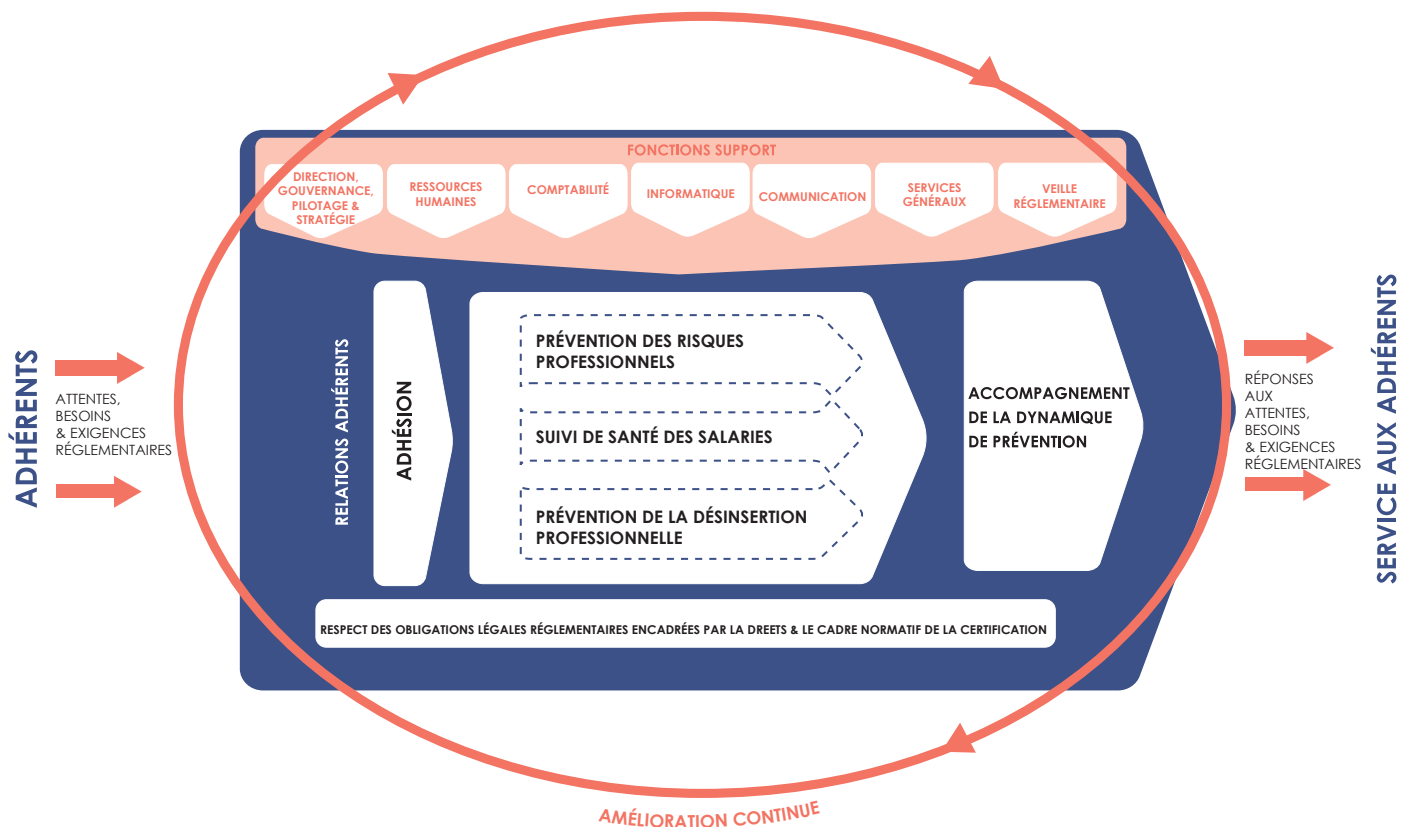 FONCTIONS SUPPORT
DIRECTION,
GOUVERNANCE,
PILOTAGE &
STRATÉGIE
RESSOURCES
HUMAINES
COMPTABILITÉ
INFORMATIQUE
COMMUNICATION
SERVICES
GÉNÉRAUX
VEILLE
RÉGLEMENTAIRE
ADHÉRENTS
ATTENTES,
BESOINS
& EXIGENCES
RÉGLEMENTAIRES
RELATIONS ADHÉRENTS
ADHÉSION
PRÉVENTION DES RISQUES
PROFESSIONNELS
SUIVI DE SANTÉ DES SALARIES
PRÉVENTION DE LA DÉSINSERTION
PROFESSIONNELLE
ACCOMPAGNEMENT
DE LA DYNAMIQUE
DE PRÉVENTION
RÉPONSES
AUX
ATTENTES,
BESOINS
& EXIGENCES
RÉGLEMENTAIRES
SERVICE AUX ADHÉRENTS
RESPECT DES OBLIGATIONS LÉGALES RÉGLEMENTAIRES ENCADRÉES PAR LA DREETS & LE CADRE NORMATIF DE LA CERTIFICATION
AMÉLIORATION CONTINUE